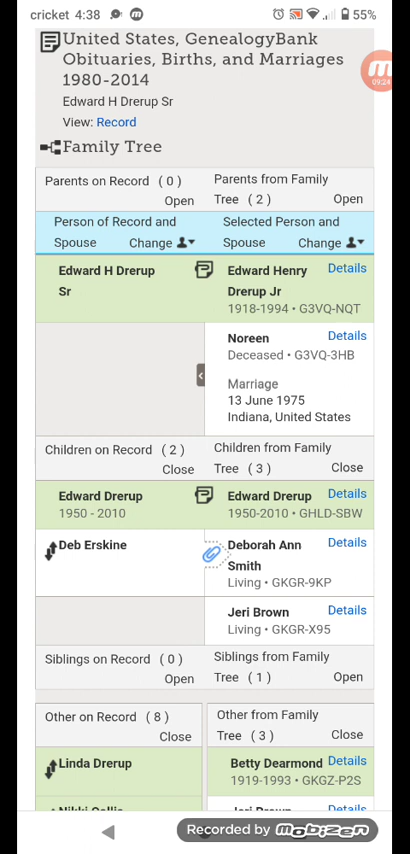 cricket 4:38 55%
United States, GenealogyBank
Obituaries, Births, and Marriages
1980-2014
09:24
Edward H Drerup Sr
View: Record
Family Tree
Parents on Record ( 0 )
Open
Parents from Family
Tree ( 2 ) Open
Person of Record and
Spouse Change
Selected Person and
Spouse Change
Edward H Drerup
Sr
Edward Henry Details
Drerup Jr
1918-1994 • G3VQ-NQT
Noreen Details
Deceased • G3VQ-3HB
Marriage
13 June 1975
Indiana, United States
Children on Record ( 2 )
Close
Children from Family
Tree ( 3 ) Close
Edward Drerup
1950 - 2010
Edward Drerup Details
1950-2010 • GHLD-SBW
Deb Erskine
Deborah Ann Details
Smith
Living • GKGR-9KP
Jeri Brown Details
Living • GKGR-X95
Siblings on Record ( 0 )
Open
Siblings from Family
Tree ( 1 ) Open
Other on Record ( 8 )
Close
Other from Family
Tree ( 3 ) Close
Linda Drerup
Betty Dearmond Details
1919-1993 • GKGZ-P2S
Details
Recorded by mobizen